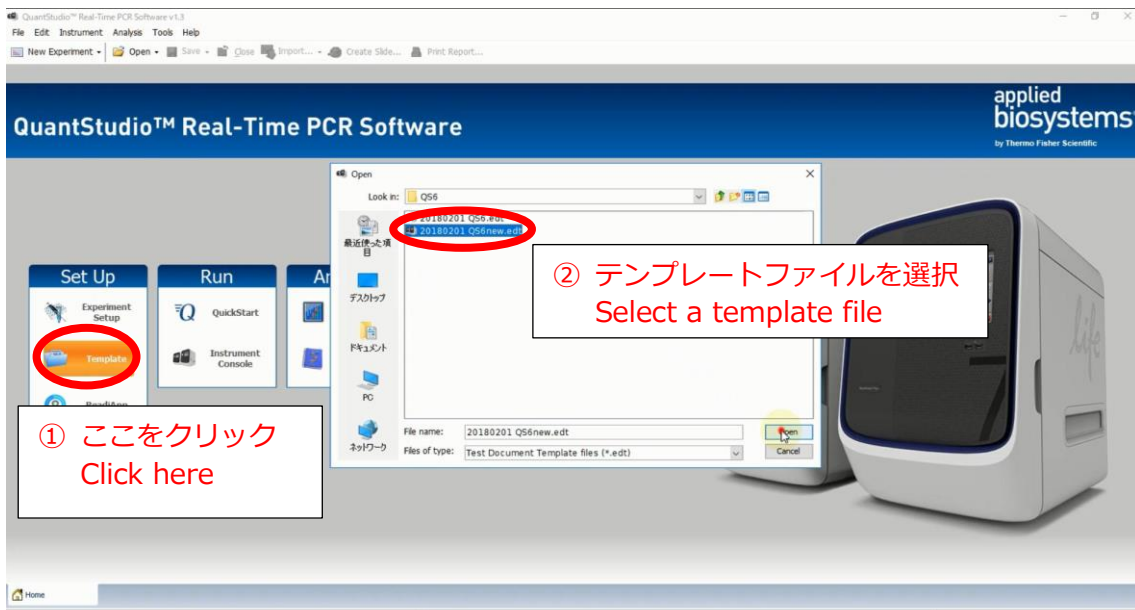 QuantStudio™ Real-Time PCR Software v1.3
File Edit Instrument Analysis Tools Help
New Experiment Open Save Close Import... Create Slide... Print Report...
QuantStudio™ Real-Time PCR Software
applied
biosystems
by Thermo Fisher Scientific
Open
Look in: QS6
20180201 QS6.edt
20180201 QS6new.edt
最近使った項
目
デスクトップ
ドキュメント
PC
ネットワーク
② テンプレートファイルを選択
Select a template file
Set Up
Experiment
Setup
Template
Run
QuickStart
Instrument
Console
life
① ここをクリック
Click here
File name: 20180201 QS6new.edt
Open
Files of type: Test Document Template files (*.edt)
Cancel
Home